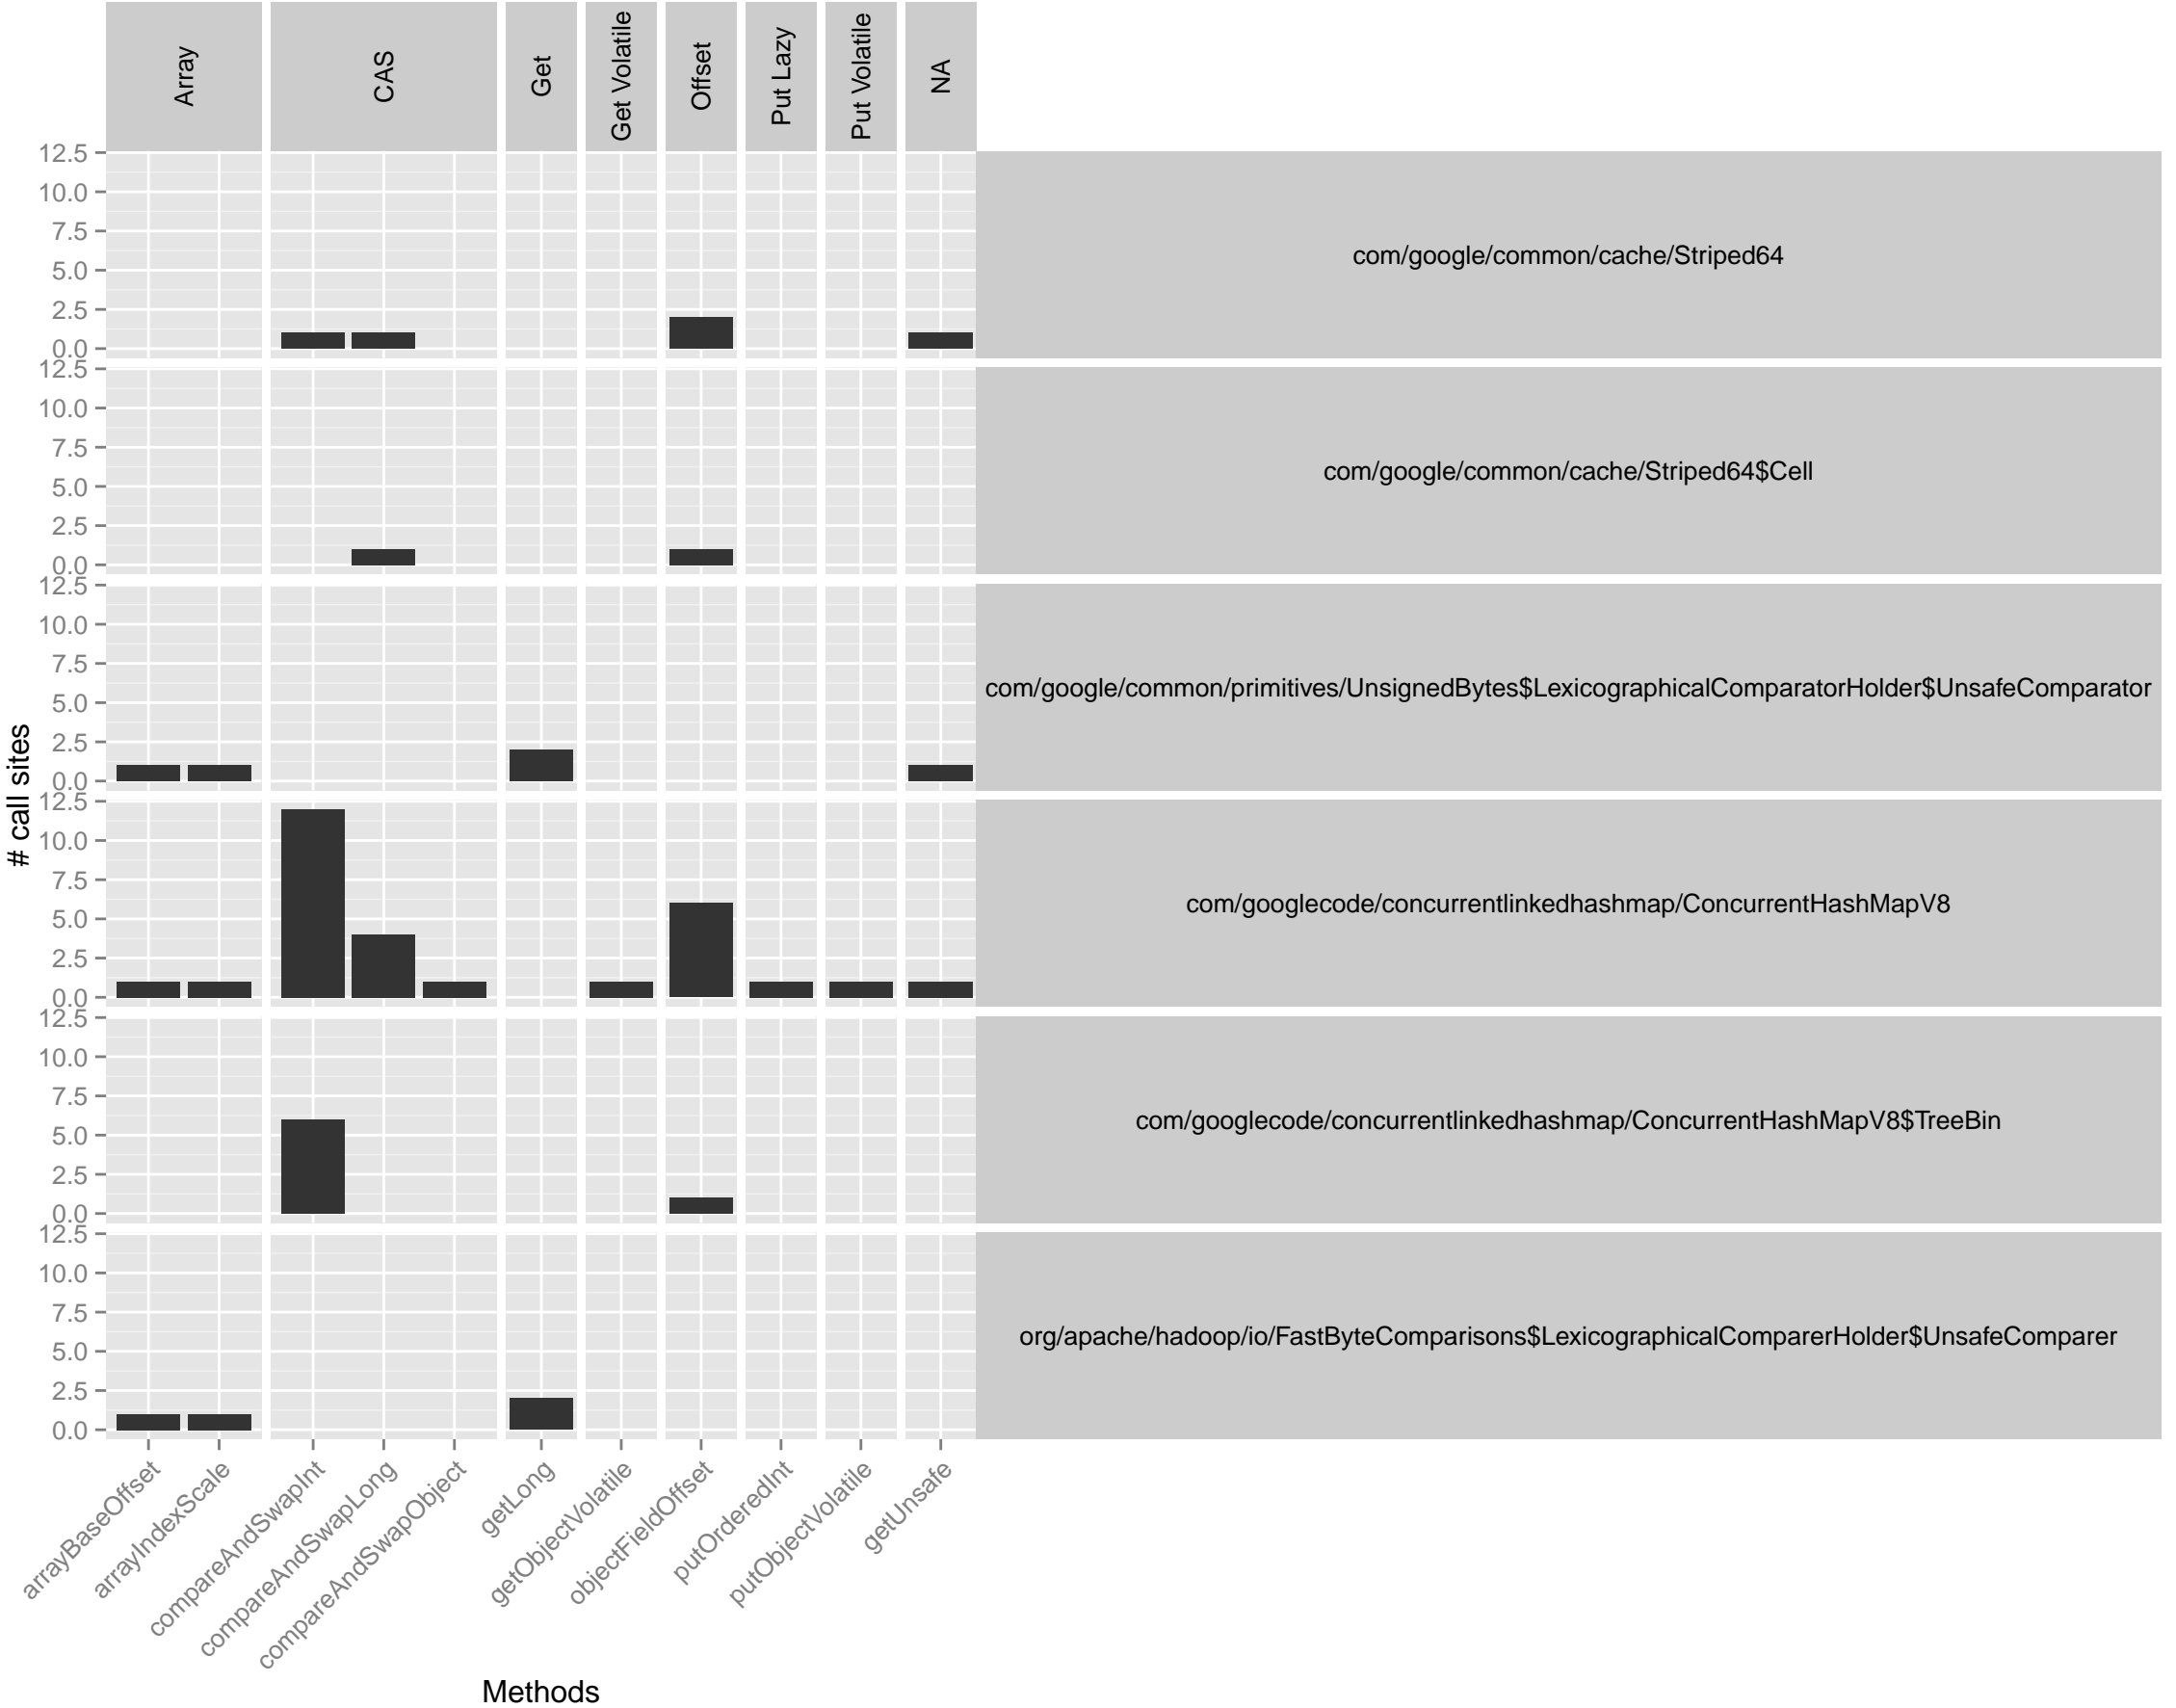 Array
CAS
Get
Get Volatile
Offset
Put Lazy
Put Volatile
NA
# call sites
12.5
10.0
7.5
5.0
2.5
0.0
com/google/common/cache/Striped64
12.5
10.0
7.5
5.0
2.5
0.0
com/google/common/cache/Striped64$Cell
12.5
10.0
7.5
5.0
2.5
0.0
com/google/common/primitives/UnsignedBytes$LexicographicalComparatorHolder$UnsafeComparator
12.5
10.0
7.5
5.0
2.5
0.0
com/googlecode/concurrentlinkedhashmap/ConcurrentHashMapV8
12.5
10.0
7.5
5.0
2.5
0.0
com/googlecode/concurrentlinkedhashmap/ConcurrentHashMapV8$TreeBin
12.5
10.0
7.5
5.0
2.5
0.0
org/apache/hadoop/io/FastByteComparisons$LexicographicalComparerHolder$UnsafeComparer
arrayBaseOffset
arrayIndexScale
compareAndSwapInt
compareAndSwapLong
compareAndSwapObject
getLong
getObjectVolatile
objectFieldOffset
putOrderedInt
putObjectVolatile
getUnsafe
Methods